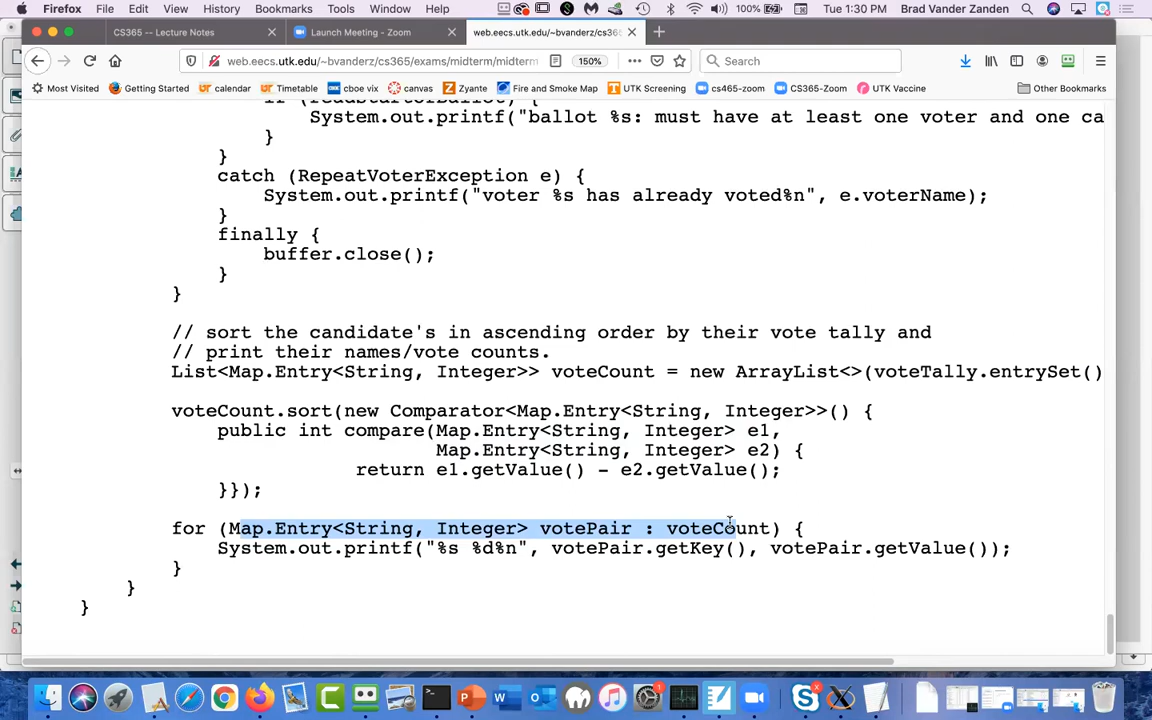 Firefox File Edit View History Bookmarks Tools Window Help 100% Tue 1:30 PM Brad Vander Zanden
CS365 -- Lecture Notes Launch Meeting - Zoom web.eecs.utk.edu/~bvanderz/cs36
web.eecs.utk.edu/~bvanderz/cs365/exams/midterm/midterm 150% Search
Most Visited Getting Started calendar Timetable cboe vix canvas Zyante Fire and Smoke Map UTK Screening cs465-zoom CS365-Zoom UTK Vaccine Other Bookmarks
if (readStartOfBallot) {
System.out.printf("ballot %s: must have at least one voter and one ca
}
}
catch (RepeatVoterException e) {
System.out.printf("voter %s has already voted%n", e.voterName);
}
finally {
buffer.close();
}
}
// sort the candidate's in ascending order by their vote tally and
// print their names/vote counts.
List<Map.Entry<String, Integer>> voteCount = new ArrayList<>(voteTally.entrySet()
voteCount.sort(new Comparator<Map.Entry<String, Integer>>() {
public int compare(Map.Entry<String, Integer> e1,
Map.Entry<String, Integer> e2) {
return e1.getValue() - e2.getValue();
}});
for (Map.Entry<String, Integer> votePair : voteCount) {
System.out.printf("%s %d%n", votePair.getKey(), votePair.getValue());
}
}
}